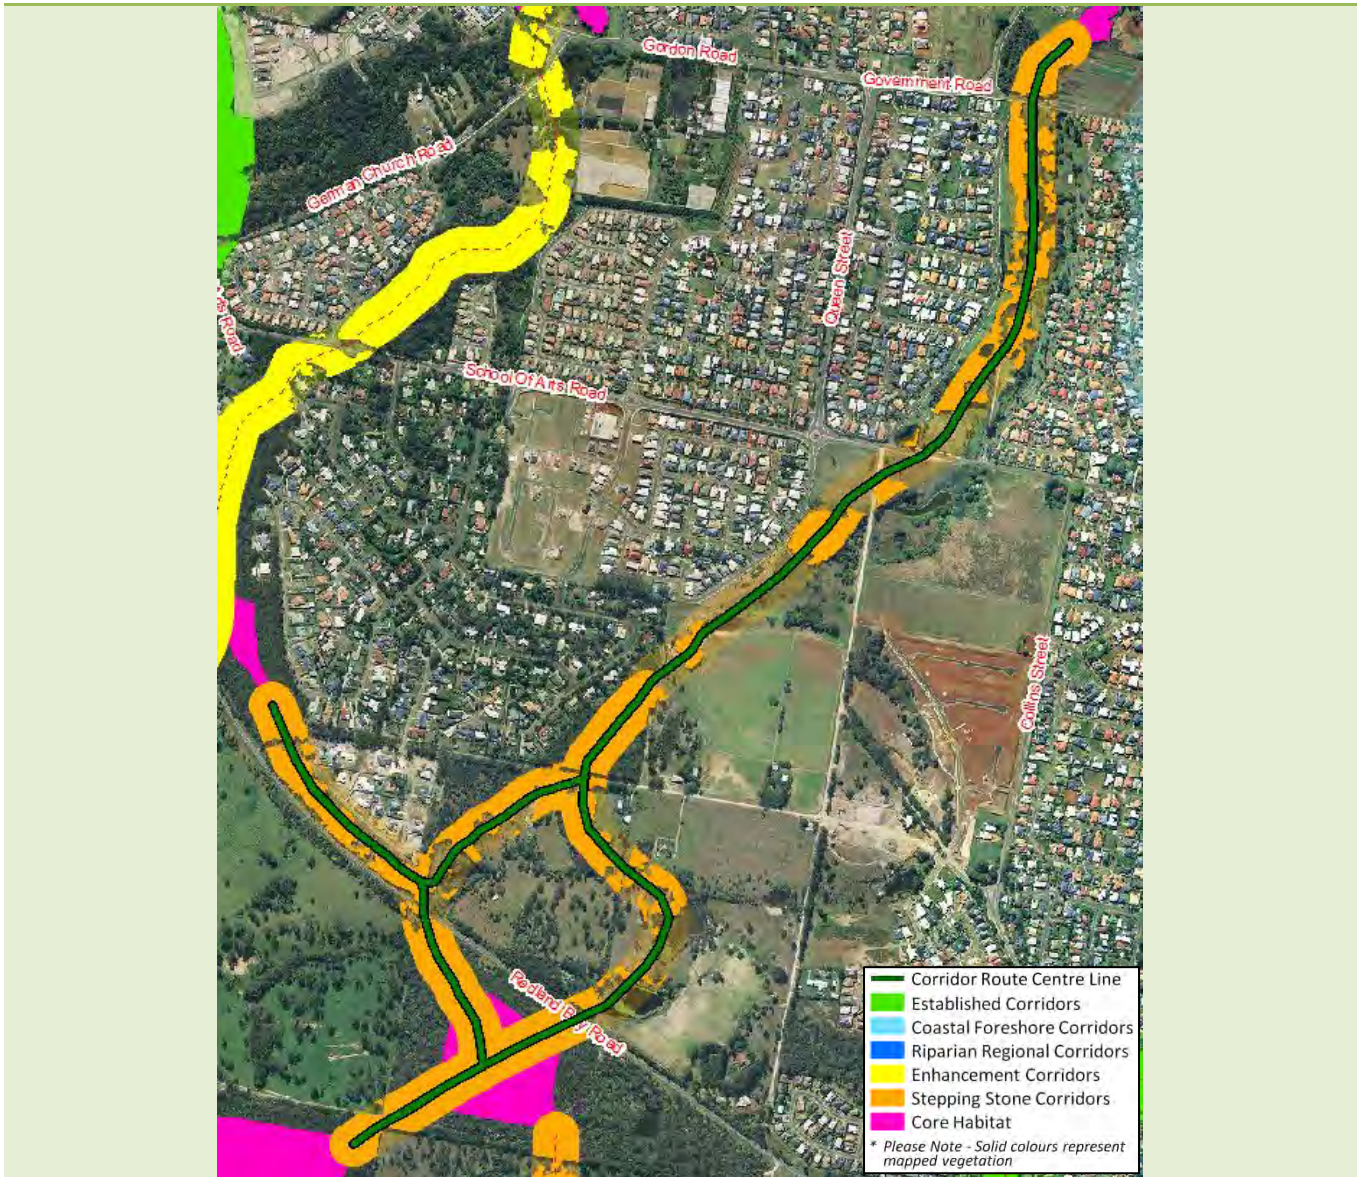 Gordon Road
Government Road
German Church Road
Queen Street
Road
School Of Arts Road
Collins Street
Redland Bay Road
Corridor Route Centre Line
Established Corridors
Coastal Foreshore Corridors
Riparian Regional Corridors
Enhancement Corridors
Stepping Stone Corridors
Core Habitat
* Please Note - Solid colours represent
mapped vegetation